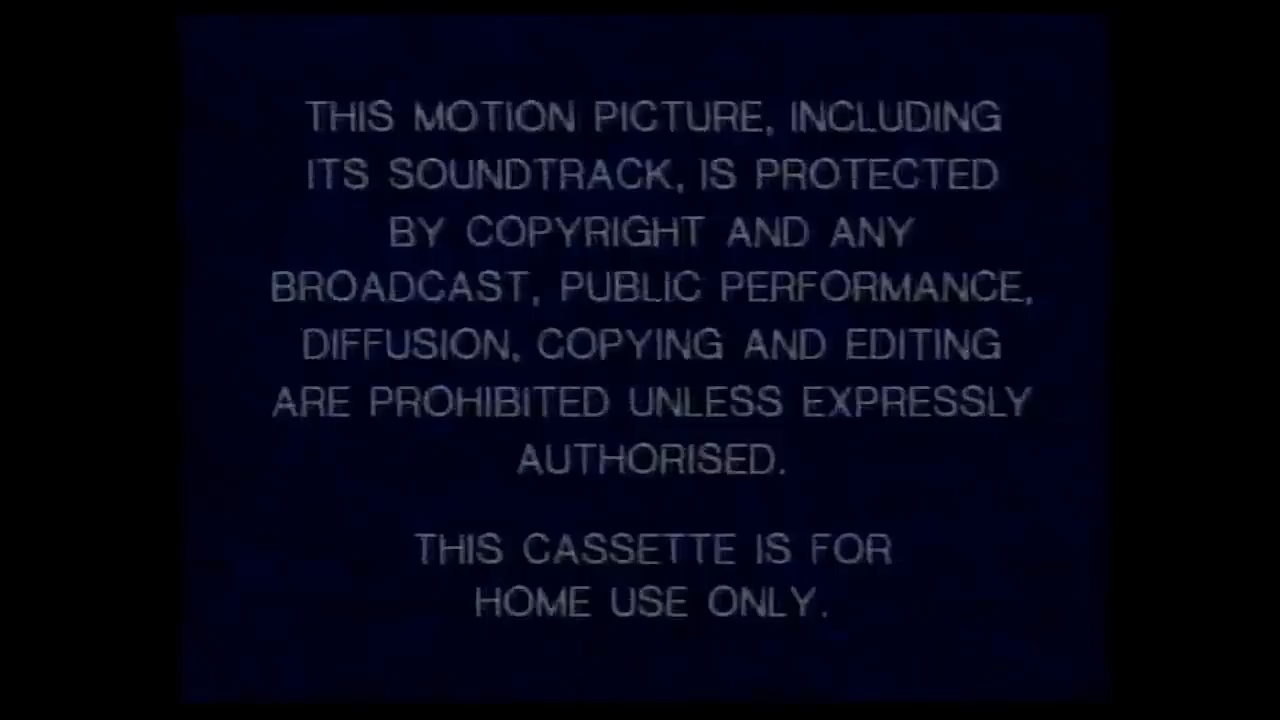 THIS MOTION PICTURE, INCLUDING
ITS SOUNDTRACK, IS PROTECTED
BY COPYRIGHT AND ANY
BROADCAST, PUBLIC PERFORMANCE,
DIFFUSION, COPYING AND EDITING
ARE PROHIBITED UNLESS EXPRESSLY
AUTHORISED.
THIS CASSETTE IS FOR
HOME USE ONLY.